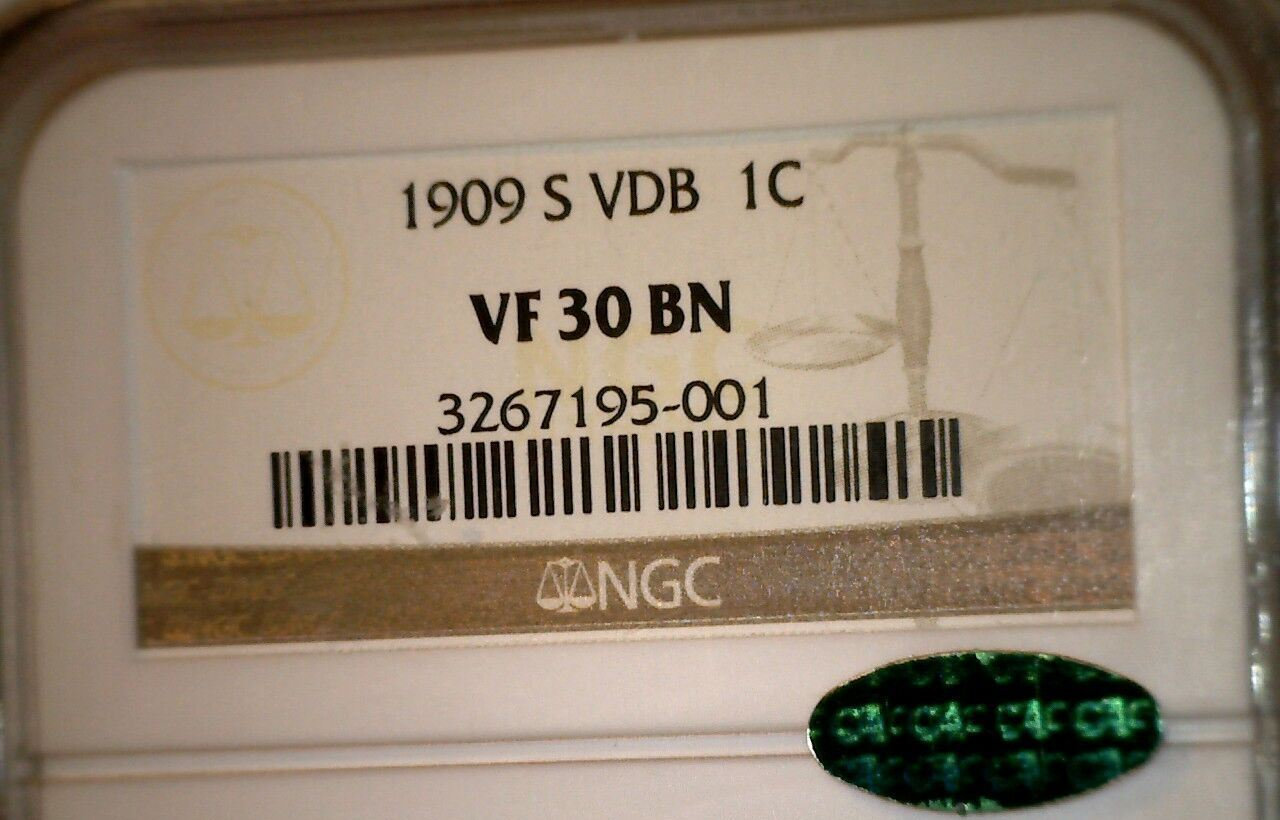 1909 S VDB 1C
VF 30 BN
NGC
3267195-001
NGC
CAC CAC CAC CAC